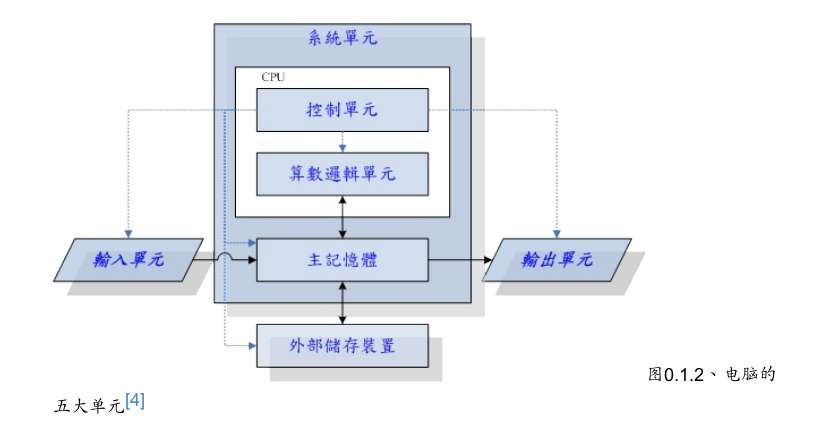 系統單元
CPU
控制單元
算數邏輯單元
輸入單元
主記憶體
輸出單元
外部儲存裝置
图0.1.2、电脑的
五大单元[4]